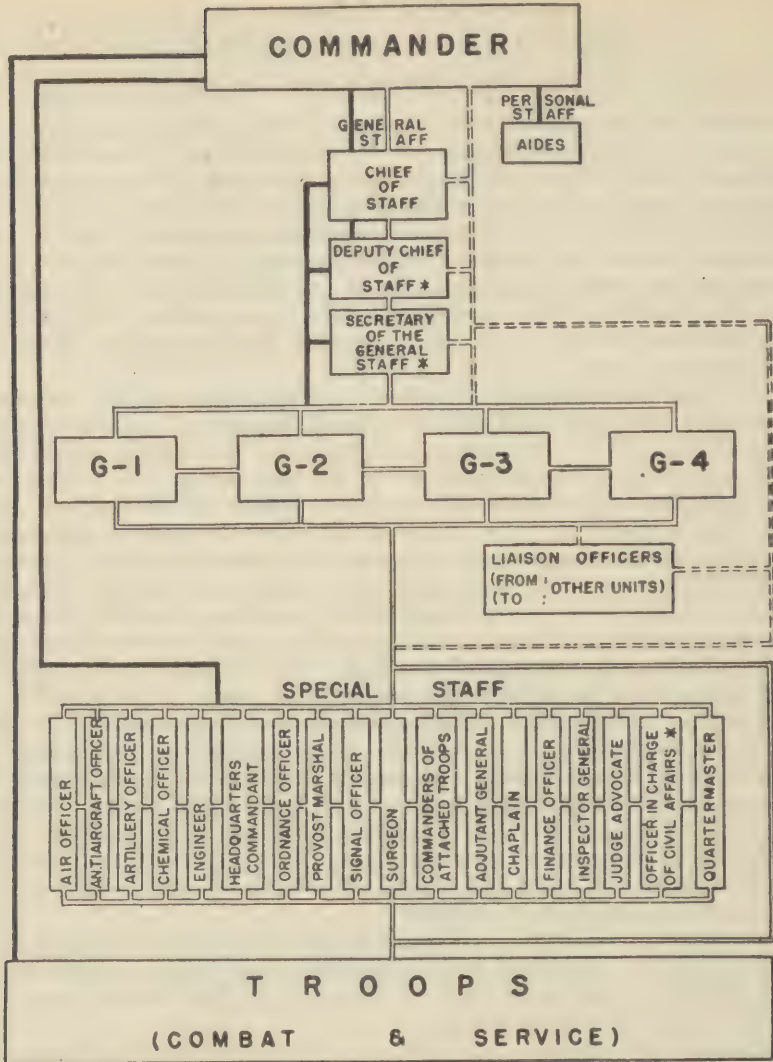 COMMANDER
PERSONAL
STAFF
AIDES
GENERAL
STAFF
CHIEF
OF
STAFF
DEPUTY CHIEF
OF
STAFF *
SECRETARY
OF THE
GENERAL
STAFF *
G-1
G-2
G-3
G-4
LIAISON OFFICERS
(FROM : OTHER UNITS)
(TO :
SPECIAL STAFF
AIR OFFICER
ANTIAIRCRAFT OFFICER
ARTILLERY OFFICER
CHEMICAL OFFICER
ENGINEER
HEADQUARTERS
COMMANDANT
ORDNANCE OFFICER
PROVOST MARSHAL
SIGNAL OFFICER
SURGEON
COMMANDERS OF
ATTACHED TROOPS
ADJUTANT GENERAL
CHAPLAIN
FINANCE OFFICER
INSPECTOR GENERAL
JUDGE ADVOCATE
OFFICER IN CHARGE
OF CIVIL AFFAIRS *
QUARTERMASTER
TROOPS
(COMBAT & SERVICE)